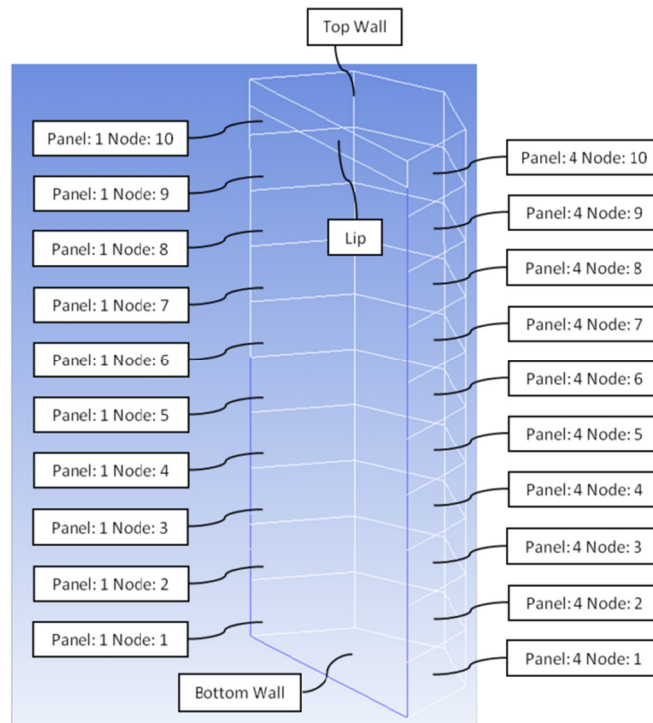 Top Wall
Panel: 1 Node: 10
Panel: 1 Node: 9
Panel: 1 Node: 8
Panel: 1 Node: 7
Panel: 1 Node: 6
Panel: 1 Node: 5
Panel: 1 Node: 4
Panel: 1 Node: 3
Panel: 1 Node: 2
Panel: 1 Node: 1
Lip
Bottom Wall
Panel: 4 Node: 10
Panel: 4 Node: 9
Panel: 4 Node: 8
Panel: 4 Node: 7
Panel: 4 Node: 6
Panel: 4 Node: 5
Panel: 4 Node: 4
Panel: 4 Node: 3
Panel: 4 Node: 2
Panel: 4 Node: 1